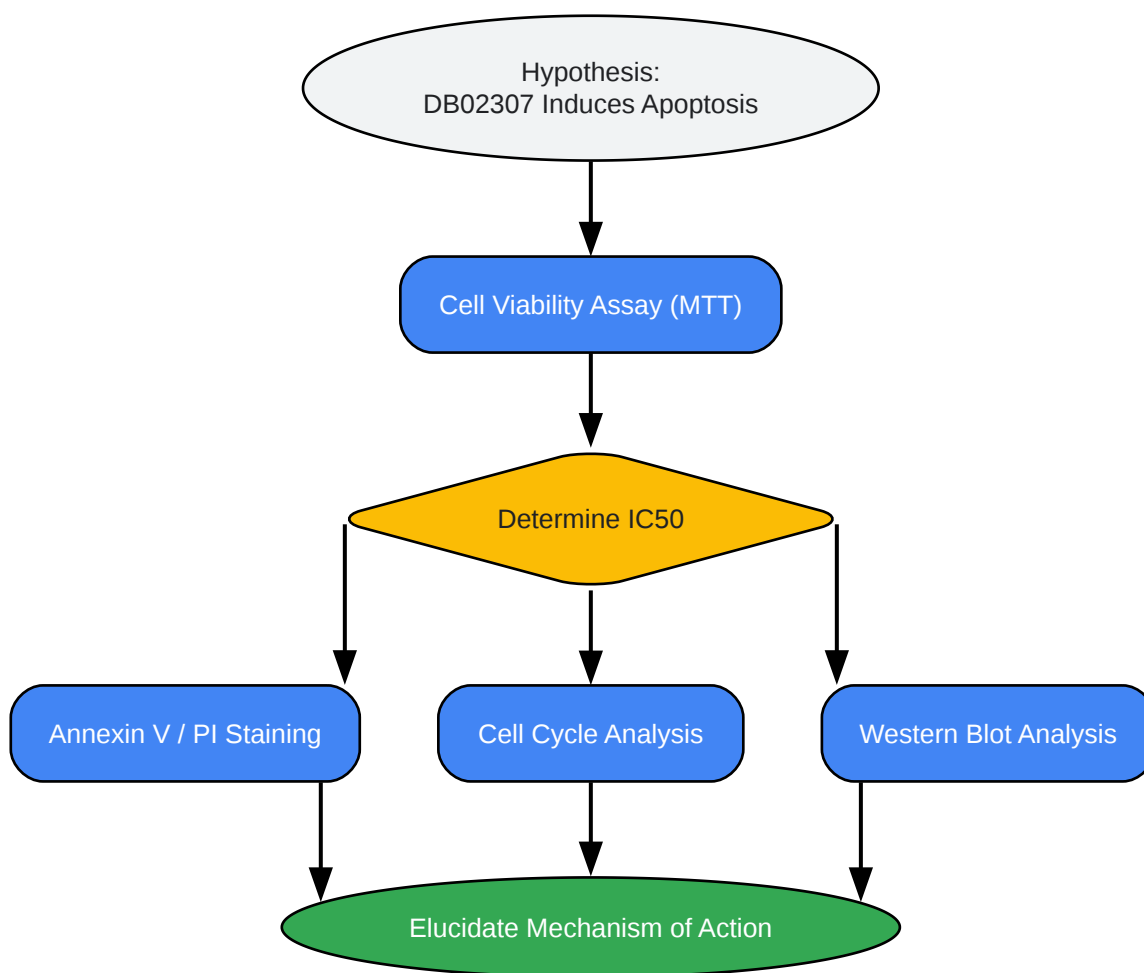 Hypothesis:
DB02307 Induces Apoptosis
Cell Viability Assay (MTT)
Determine IC50
Annexin V / PI Staining
Cell Cycle Analysis
Western Blot Analysis
Elucidate Mechanism of Action